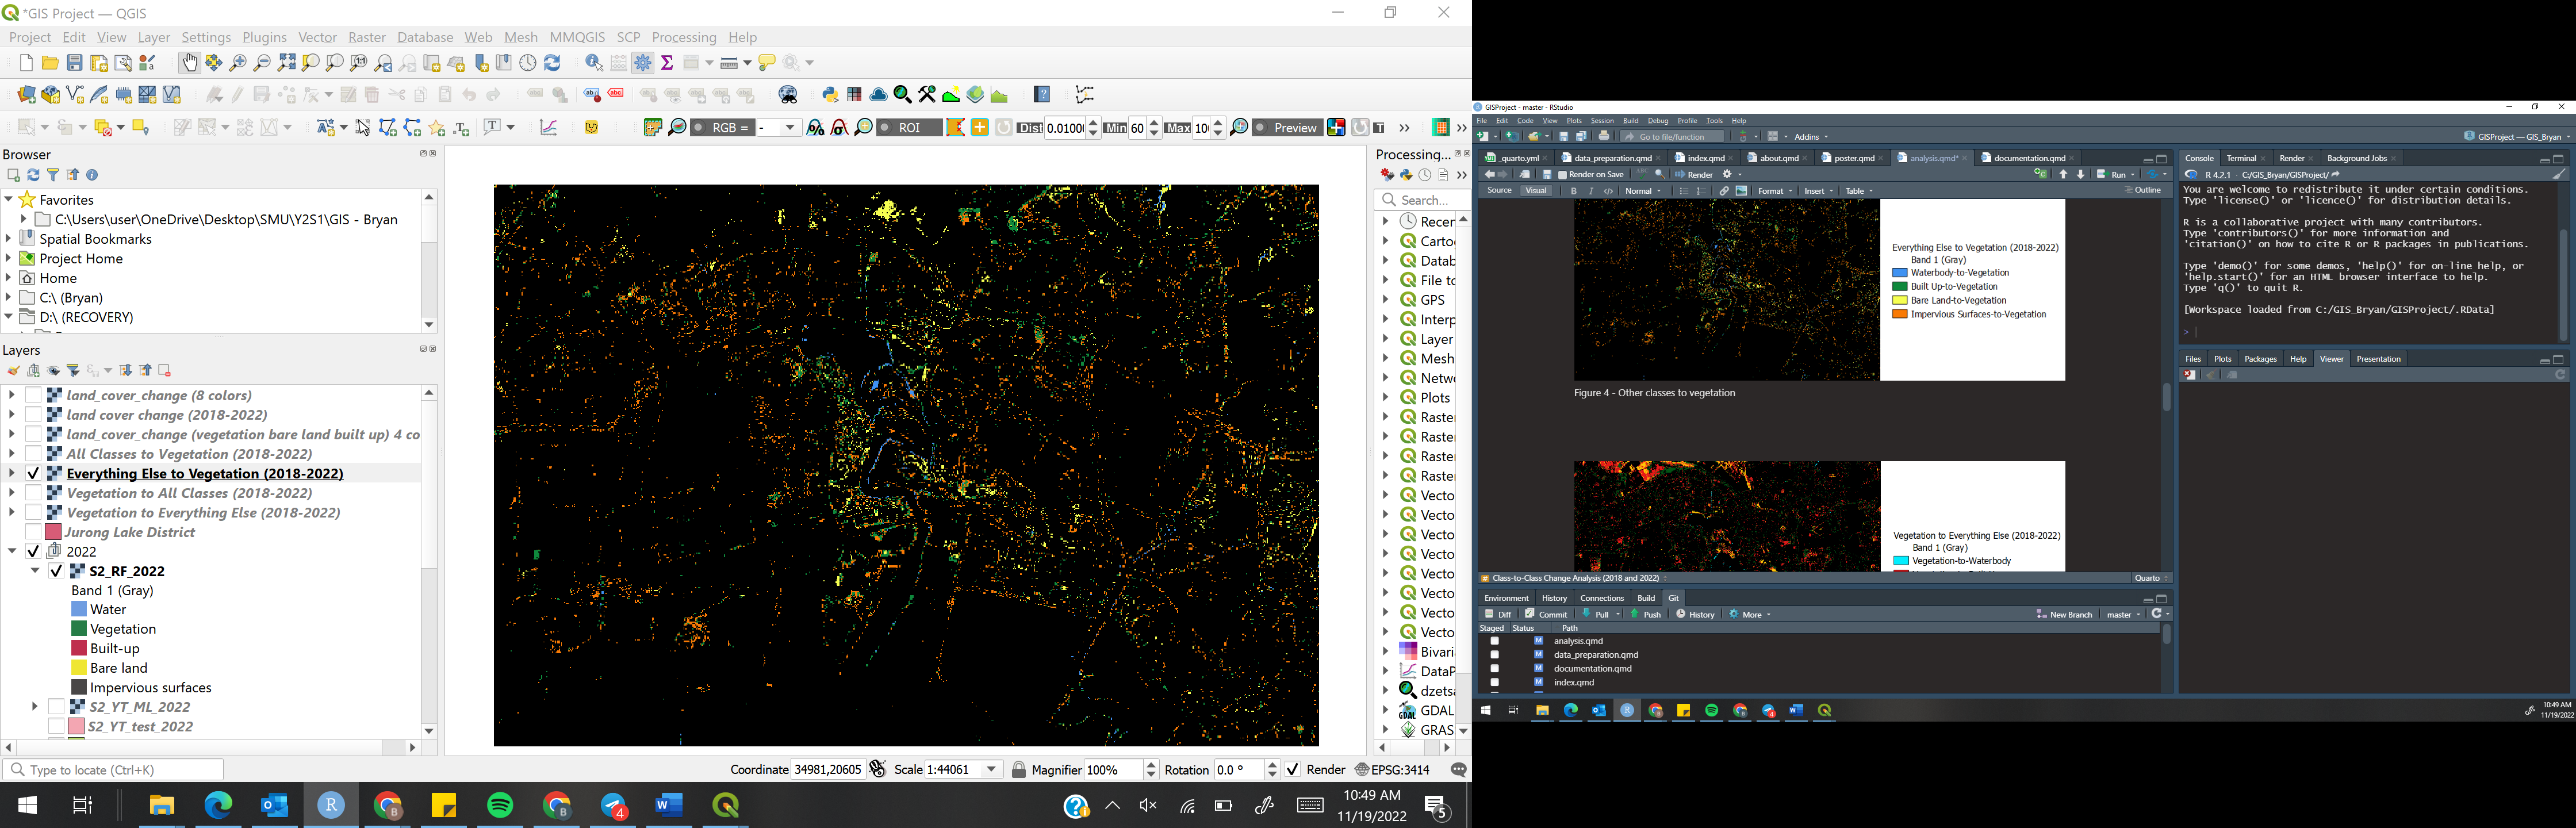 *GIS Project — QGIS
Project Edit View Layer Settings Plugins Vector Raster Database Web Mesh MMQGIS SCP Processing Help
RGB = - ROI Dist 0.0100 Min 60 Max 10 Preview T
Browser
Favorites
C:\Users\user\OneDrive\Desktop\SMU\Y2S1\GIS - Bryan
Spatial Bookmarks
Project Home
Home
C:\ (Bryan)
D:\ (RECOVERY)
Layers
land_cover_change (8 colors)
land cover change (2018-2022)
land_cover_change (vegetation bare land built up) 4 co
All Classes to Vegetation (2018-2022)
Everything Else to Vegetation (2018-2022)
Vegetation to All Classes (2018-2022)
Vegetation to Everything Else (2018-2022)
Jurong Lake District
2022
S2_RF_2022
Band 1 (Gray)
Water
Vegetation
Built-up
Bare land
Impervious surfaces
S2_YT_ML_2022
S2_YT_test_2022
Processing...
Search...
Recen
Cartog
Datab
File to
GPS
Interp
Layer
Mesh
Netwo
Plots
Raster
Raster
Raster
Raster
Vecto
Vecto
Vecto
Vecto
Vecto
Vecto
Vecto
Vecto
Bivaria
DataP
dzetsa
GDAL
GRAS
Type to locate (Ctrl+K)
Coordinate 34981,20605 Scale 1:44061 Magnifier 100% Rotation 0.0 ° Render EPSG:3414
10:49 AM
11/19/2022
4
5
GISProject - master - RStudio
File Edit Code View Plots Session Build Debug Profile Tools Help
Go to file/function Addins GISProject — GIS_Bryan
_quarto.yml data_preparation.qmd index.qmd about.qmd poster.qmd analysis.qmd* documentation.qmd
Render on Save Render Run
Source Visual B I Normal Format Insert Table Outline
Everything Else to Vegetation (2018-2022)
Band 1 (Gray)
Waterbody-to-Vegetation
Built Up-to-Vegetation
Bare Land-to-Vegetation
Impervious Surfaces-to-Vegetation
Figure 4 - Other classes to vegetation
Vegetation to Everything Else (2018-2022)
Band 1 (Gray)
Vegetation-to-Waterbody
Class-to-Class Change Analysis (2018 and 2022) Quarto
Environment History Connections Build Git
Diff Commit Pull Push History More New Branch master
Staged Status Path
M analysis.qmd
M data_preparation.qmd
M documentation.qmd
M index.qmd
Console Terminal Render Background Jobs
R 4.2.1 · C:/GIS_Bryan/GISProject/
You are welcome to redistribute it under certain conditions.
Type 'license()' or 'licence()' for distribution details.
R is a collaborative project with many contributors.
Type 'contributors()' for more information and
'citation()' on how to cite R or R packages in publications.
Type 'demo()' for some demos, 'help()' for on-line help, or
'help.start()' for an HTML browser interface to help.
Type 'q()' to quit R.
[Workspace loaded from C:/GIS_Bryan/GISProject/.RData]
>
Files Plots Packages Help Viewer Presentation
10:49 AM
11/19/2022